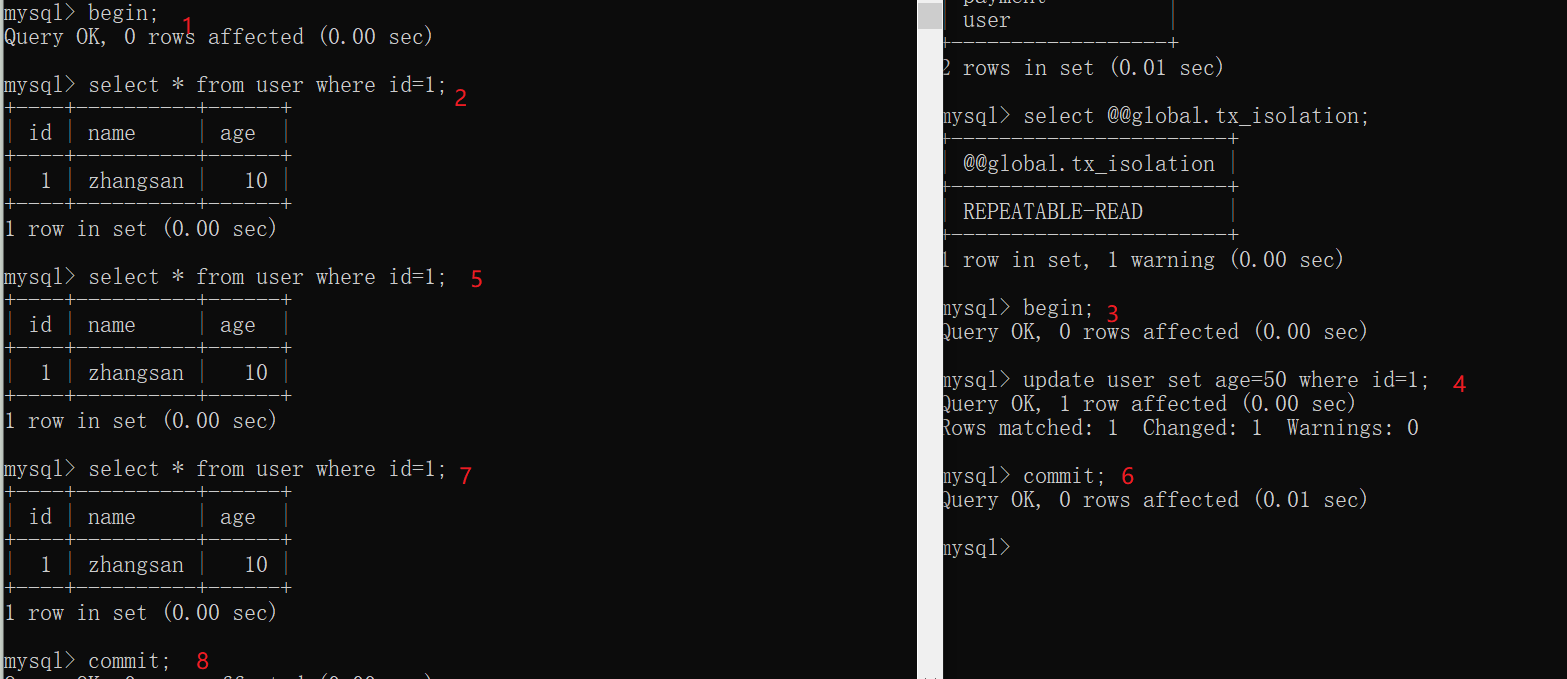 mysql> begin;
1
Query OK, 0 rows affected (0.00 sec)
mysql> select * from user where id=1;
2
+----+----------+------+
| id | name     | age  |
+----+----------+------+
|  1 | zhangsan |   10 |
+----+----------+------+
1 row in set (0.00 sec)
mysql> select * from user where id=1; 5
+----+----------+------+
| id | name     | age  |
+----+----------+------+
|  1 | zhangsan |   10 |
+----+----------+------+
1 row in set (0.00 sec)
mysql> select * from user where id=1; 7
+----+----------+------+
| id | name     | age  |
+----+----------+------+
|  1 | zhangsan |   10 |
+----+----------+------+
1 row in set (0.00 sec)
mysql> commit; 8
payment
| user              |
+------------------+
2 rows in set (0.01 sec)
mysql> select @@global.tx_isolation;
+-----------------------+
| @@global.tx_isolation |
+-----------------------+
| REPEATABLE-READ       |
+-----------------------+
1 row in set, 1 warning (0.00 sec)
mysql> begin; 3
Query OK, 0 rows affected (0.00 sec)
mysql> update user set age=50 where id=1; 4
Query OK, 1 row affected (0.00 sec)
Rows matched: 1  Changed: 1  Warnings: 0
mysql> commit; 6
Query OK, 0 rows affected (0.01 sec)
mysql>